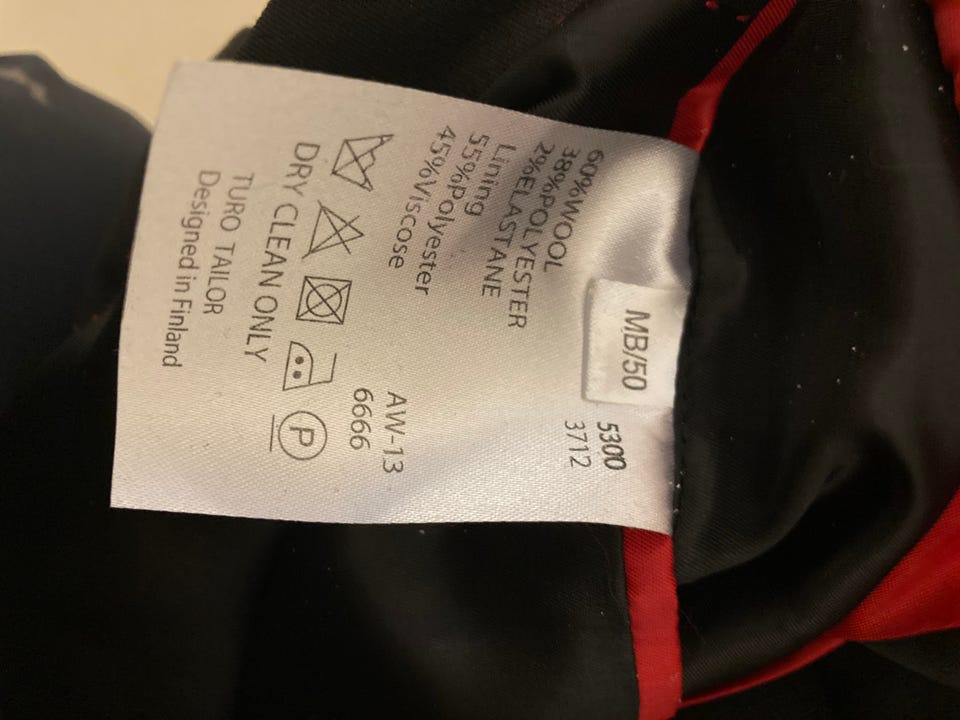 MB/50
5300
3712
60%WOOL
38%POLYESTER
2%ELASTANE
Lining
55%Polyester
45%Viscose
AW-13
6666
P
DRY CLEAN ONLY
TURO TAILOR
Designed in Finland